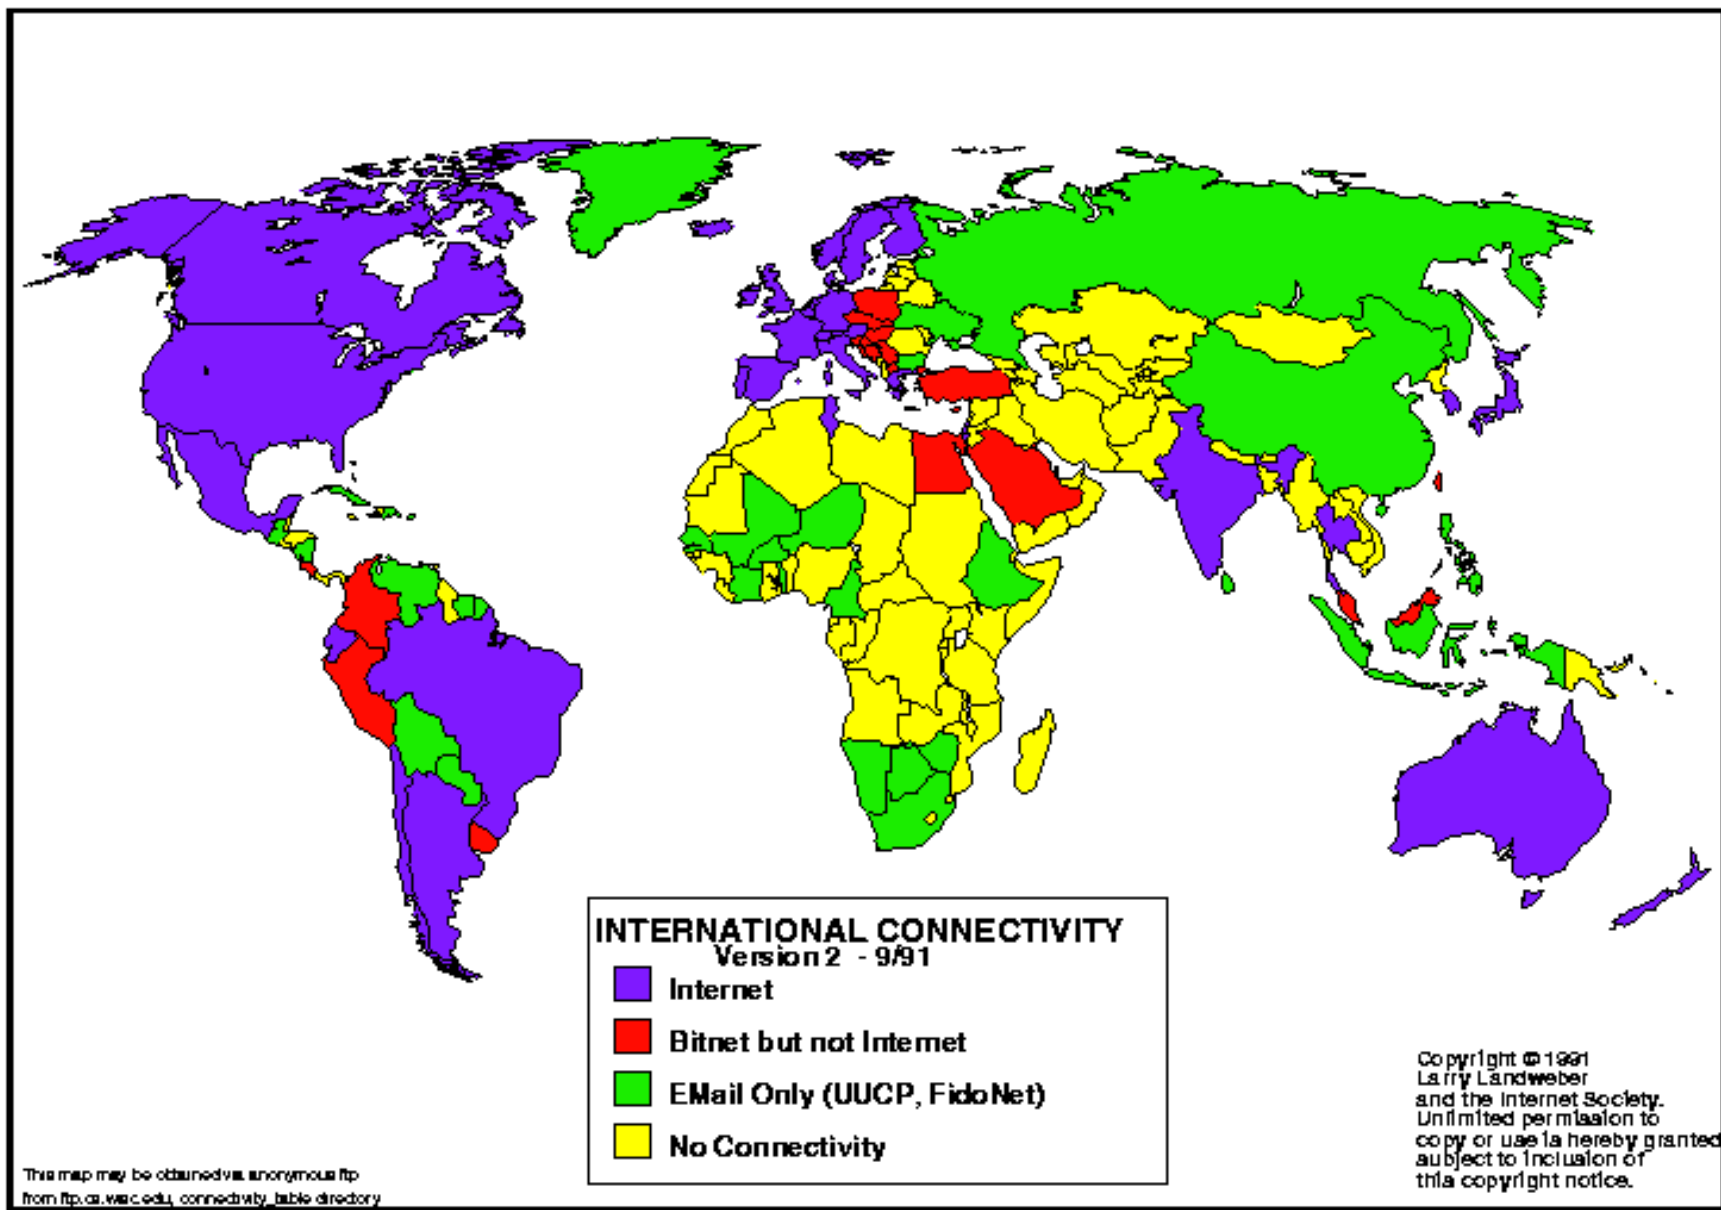 INTERNATIONAL CONNECTIVITY
Version 2 - 9/91
Internet
Bitnet but not Internet
EMail Only (UUCP, FidoNet)
No Connectivity
Copyright © 1991
Larry Landweber
and the Internet Society.
Unlimited permission to
copy or use is hereby granted
subject to inclusion of
this copyright notice.
This map may be obtained via anonymous ftp
from ftp.cs.wisc.edu, connectivity_table directory